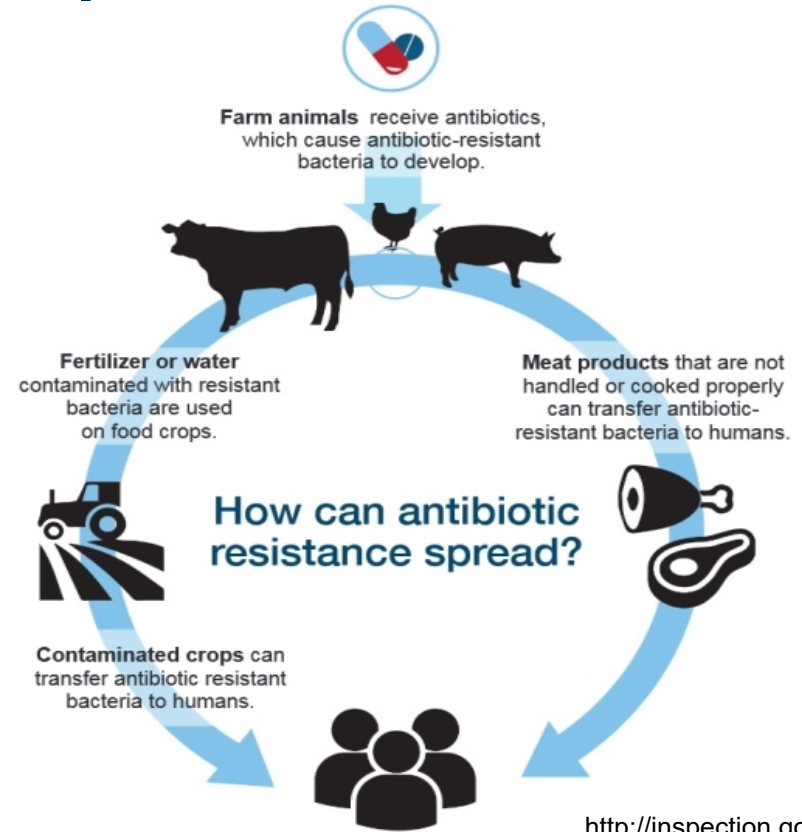 Farm animals receive antibiotics,
which cause antibiotic-resistant
bacteria to develop.
Fertilizer or water
contaminated with resistant
bacteria are used
on food crops.
Meat products that are not
handled or cooked properly
can transfer antibiotic-
resistant bacteria to humans.
How can antibiotic
resistance spread?
Contaminated crops can
transfer antibiotic resistant
bacteria to humans.